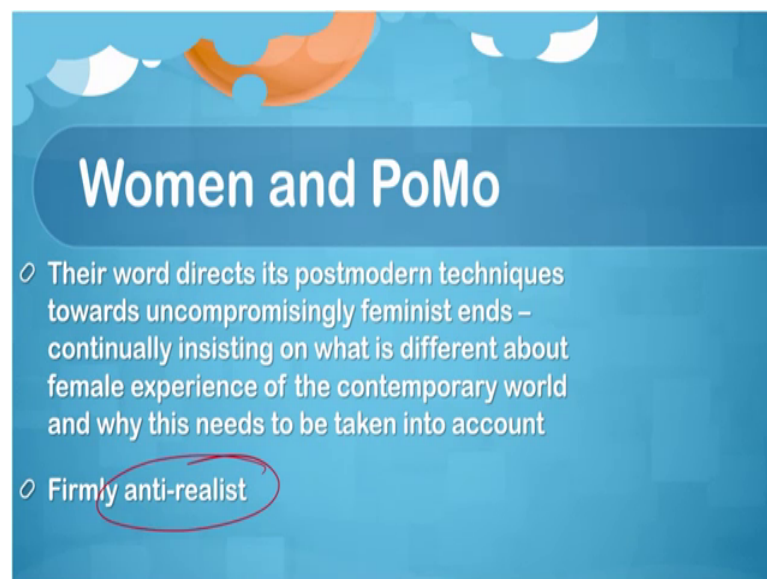 Women and PoMo
Their word directs its postmodern techniques
towards uncompromisingly feminist ends –
continually insisting on what is different about
female experience of the contemporary world
and why this needs to be taken into account
Firmly anti-realist